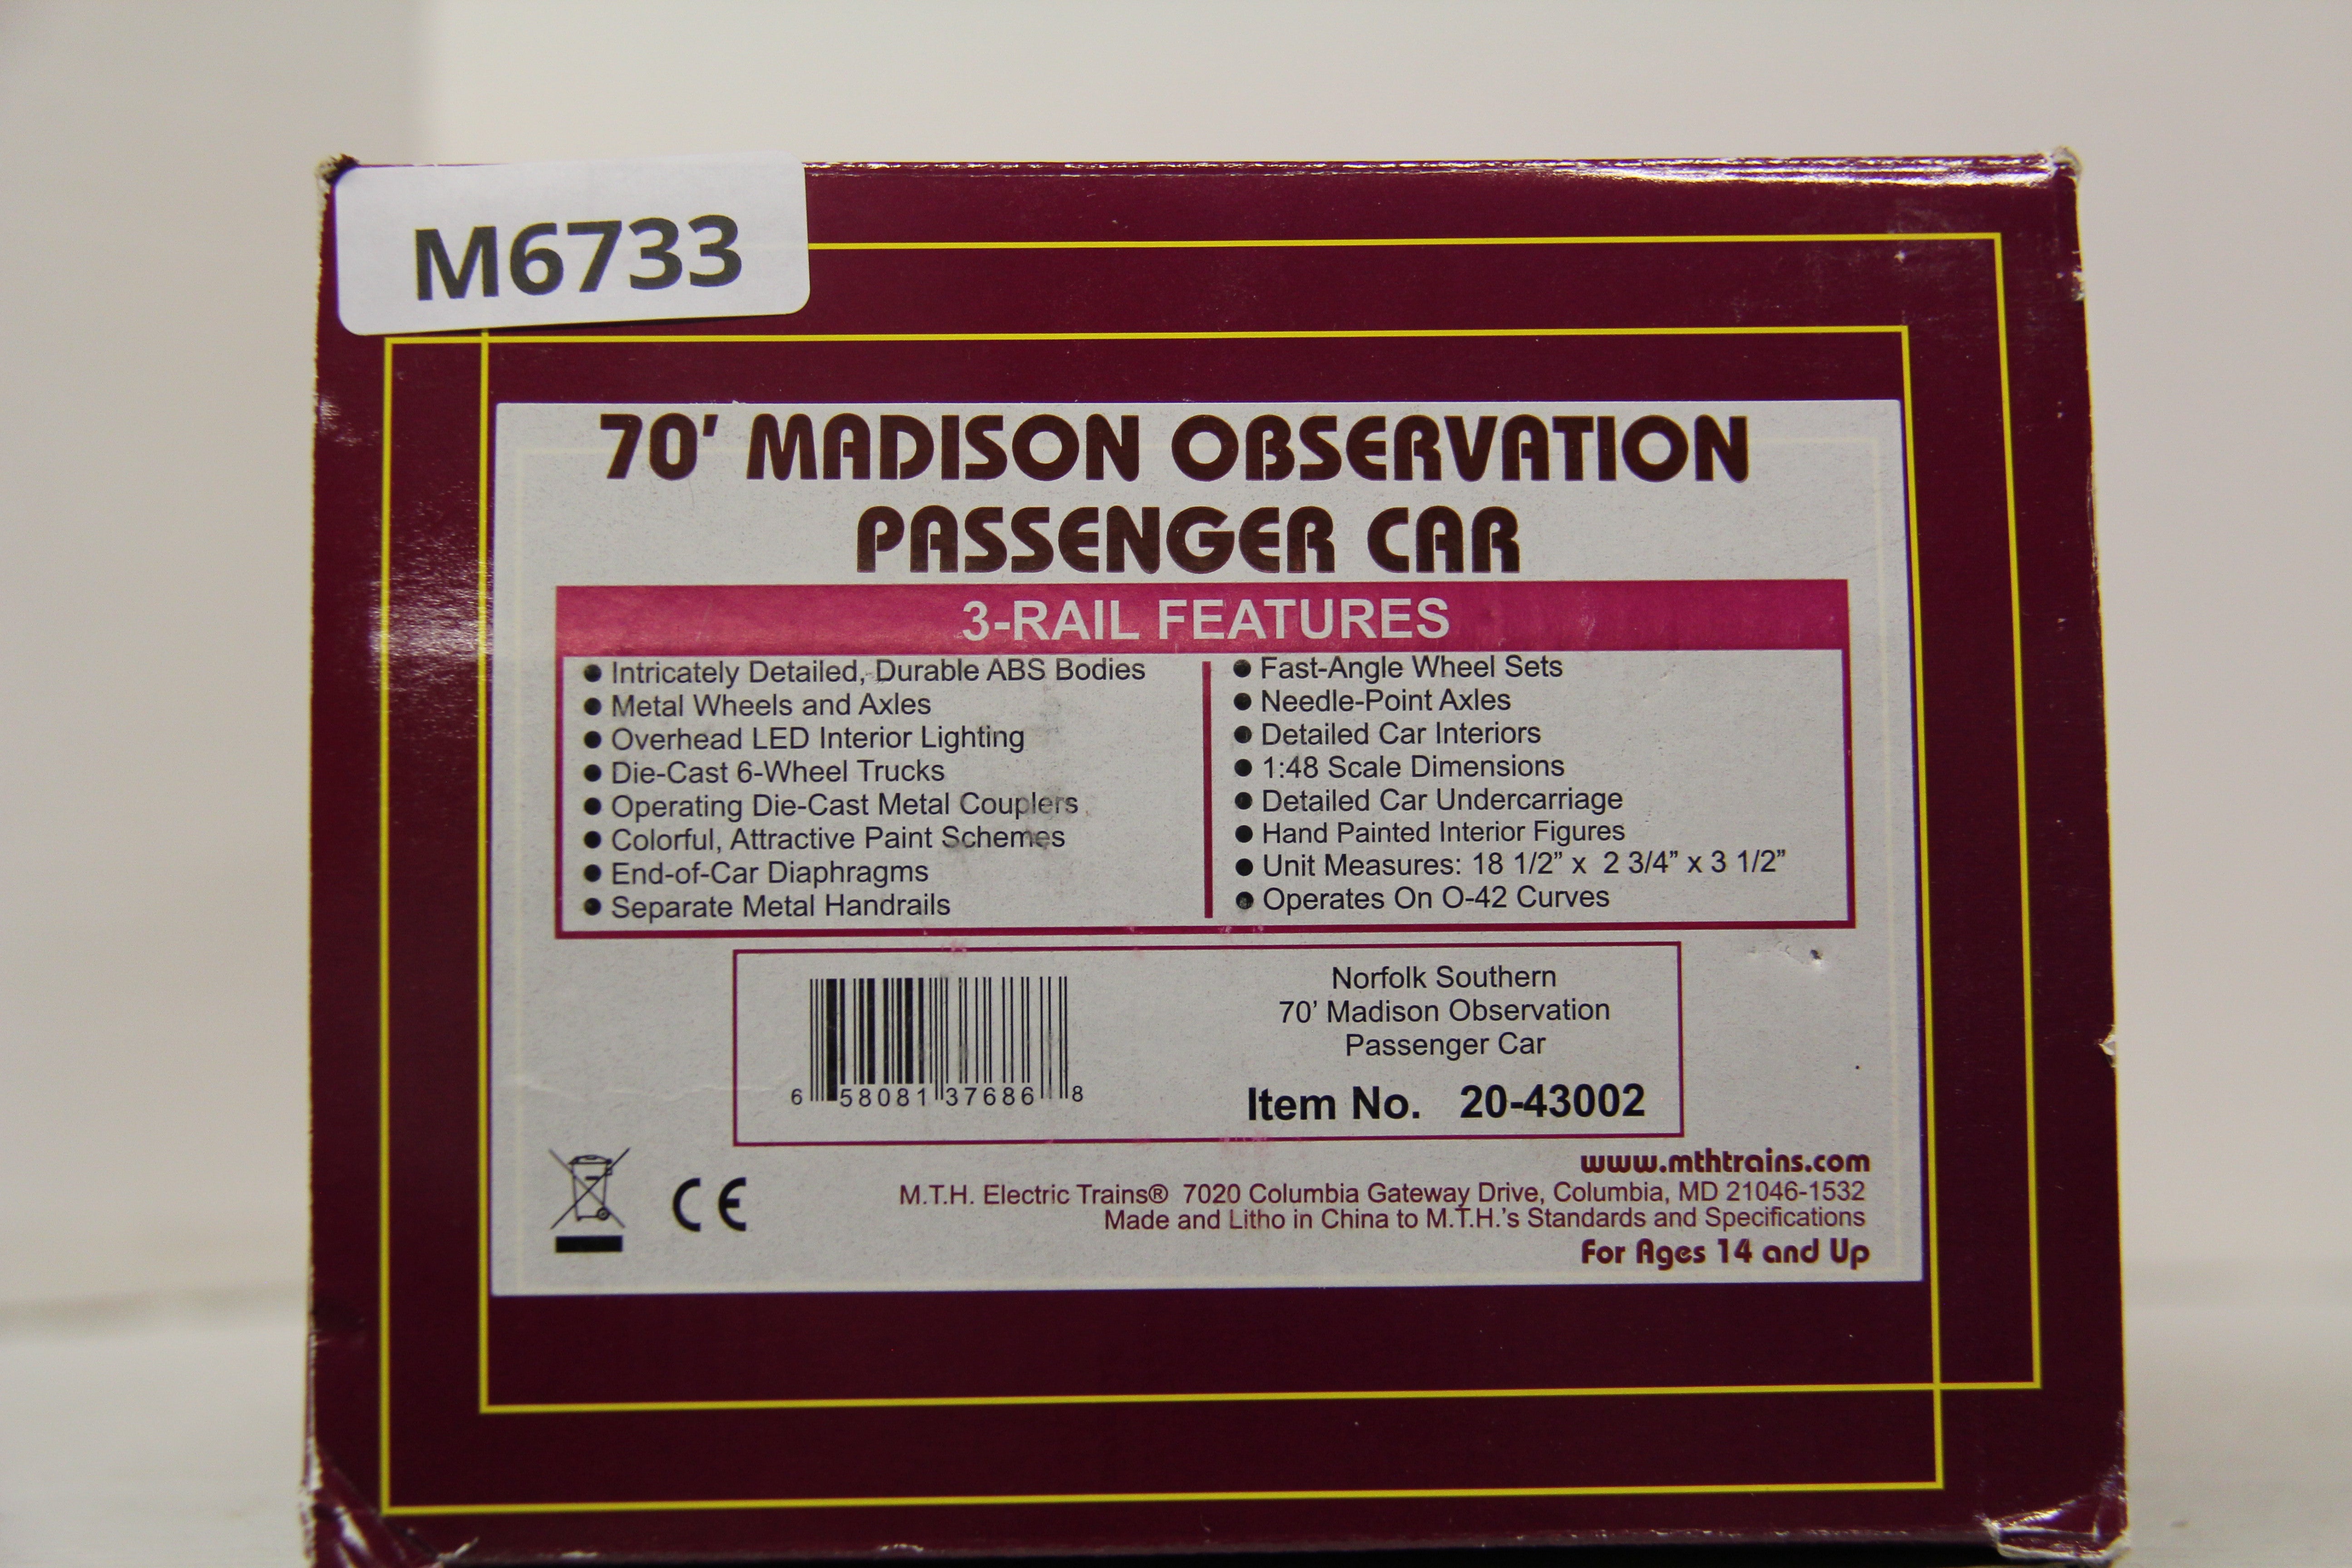 M6733
70' MADISON OBSERVATION
PASSENGER CAR
3-RAIL FEATURES
● Intricately Detailed, Durable ABS Bodies
● Metal Wheels and Axles
● Overhead LED Interior Lighting
● Die-Cast 6-Wheel Trucks
● Operating Die-Cast Metal Couplers
● Colorful, Attractive Paint Schemes
● End-of-Car Diaphragms
● Separate Metal Handrails
● Fast-Angle Wheel Sets
● Needle-Point Axles
● Detailed Car Interiors
● 1:48 Scale Dimensions
● Detailed Car Undercarriage
● Hand Painted Interior Figures
● Unit Measures: 18 1/2” x 2 3/4” x 3 1/2”
● Operates On O-42 Curves
6 58081 37686 8
Norfolk Southern
70’ Madison Observation
Passenger Car
Item No. 20-43002
CE
www.mthtrains.com
M.T.H. Electric Trains® 7020 Columbia Gateway Drive, Columbia, MD 21046-1532
Made and Litho in China to M.T.H.'s Standards and Specifications
For Ages 14 and Up